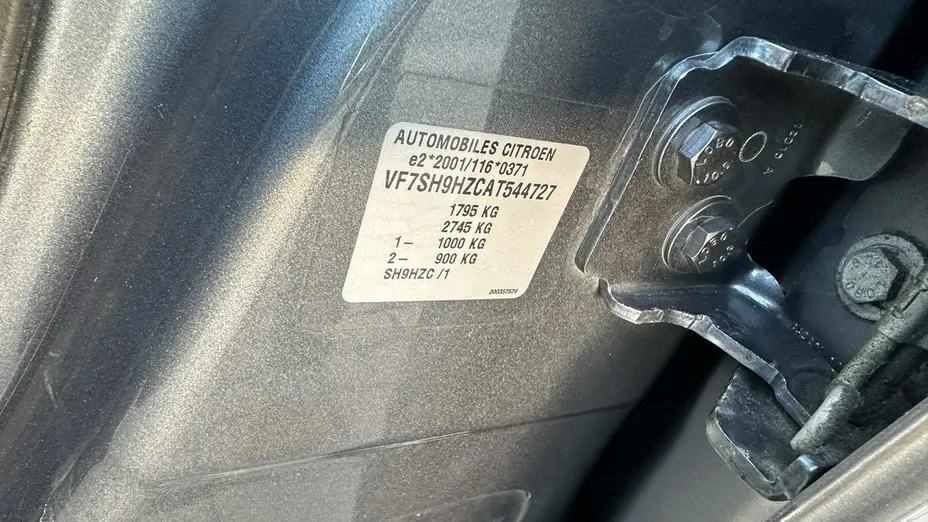 AUTOMOBILES CITROEN
e2*2001/116*0371
VF7SH9HZCAT544727
1795 KG
2745 KG
1– 1000 KG
2– 900 KG
SH9HZC /1
200357574